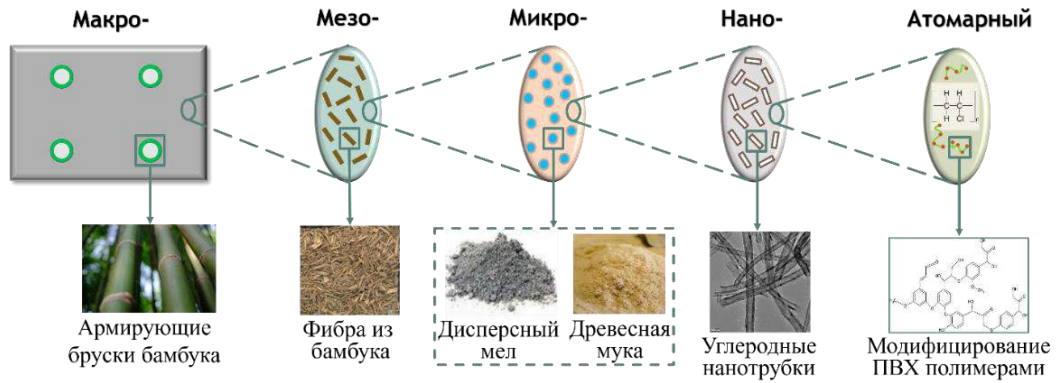 Макро-
Мезо-
Микро-
Нано-
Атомарный
H H
C C
H Cl
Армирующие
бруски бамбука
Фибра из
бамбука
Дисперсный
мел
Древесная
мука
Углеродные
нанотрубки
Модифицирование
ПВХ полимерами